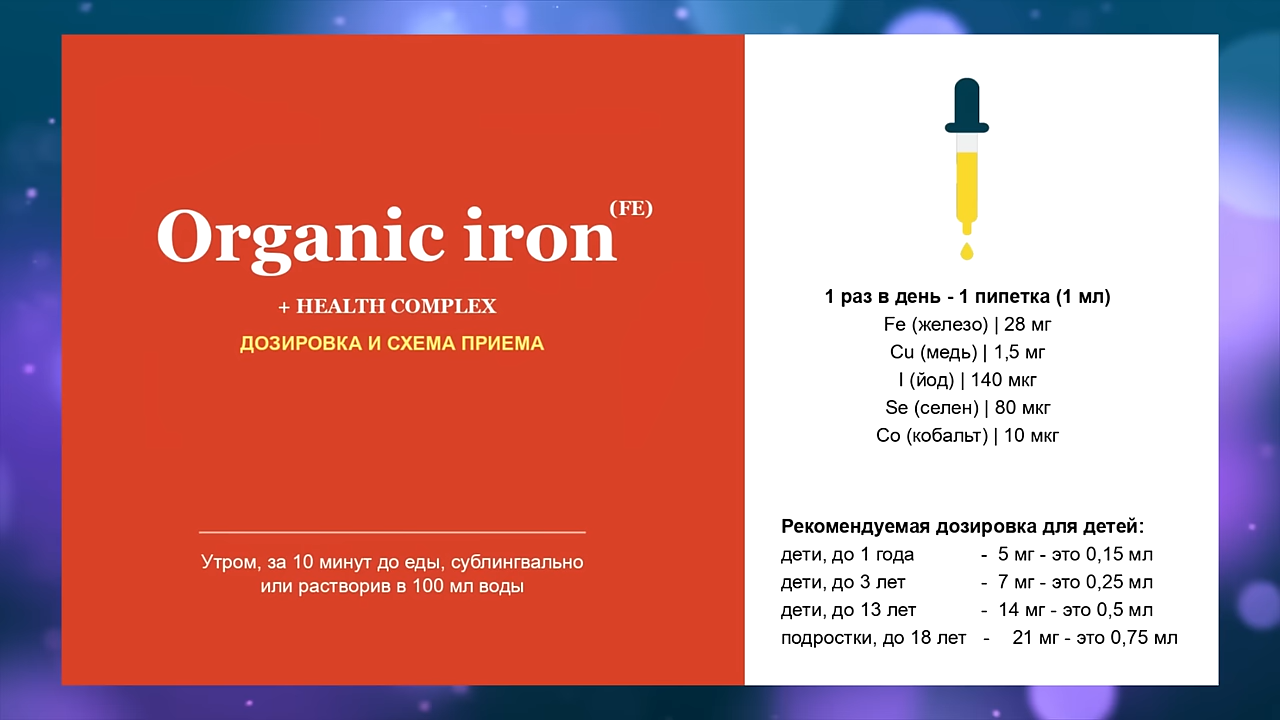 Organic iron (FE)
+ HEALTH COMPLEX
ДОЗИРОВКА И СХЕМА ПРИЕМА
Утром, за 10 минут до еды, сублингвально
или растворив в 100 мл воды
1 раз в день - 1 пипетка (1 мл)
Fe (железо) | 28 мг
Cu (медь) | 1,5 мг
I (йод) | 140 мкг
Se (селен) | 80 мкг
Co (кобальт) | 10 мкг
Рекомендуемая дозировка для детей:
дети, до 1 года - 5 мг - это 0,15 мл
дети, до 3 лет - 7 мг - это 0,25 мл
дети, до 13 лет - 14 мг - это 0,5 мл
подростки, до 18 лет - 21 мг - это 0,75 мл